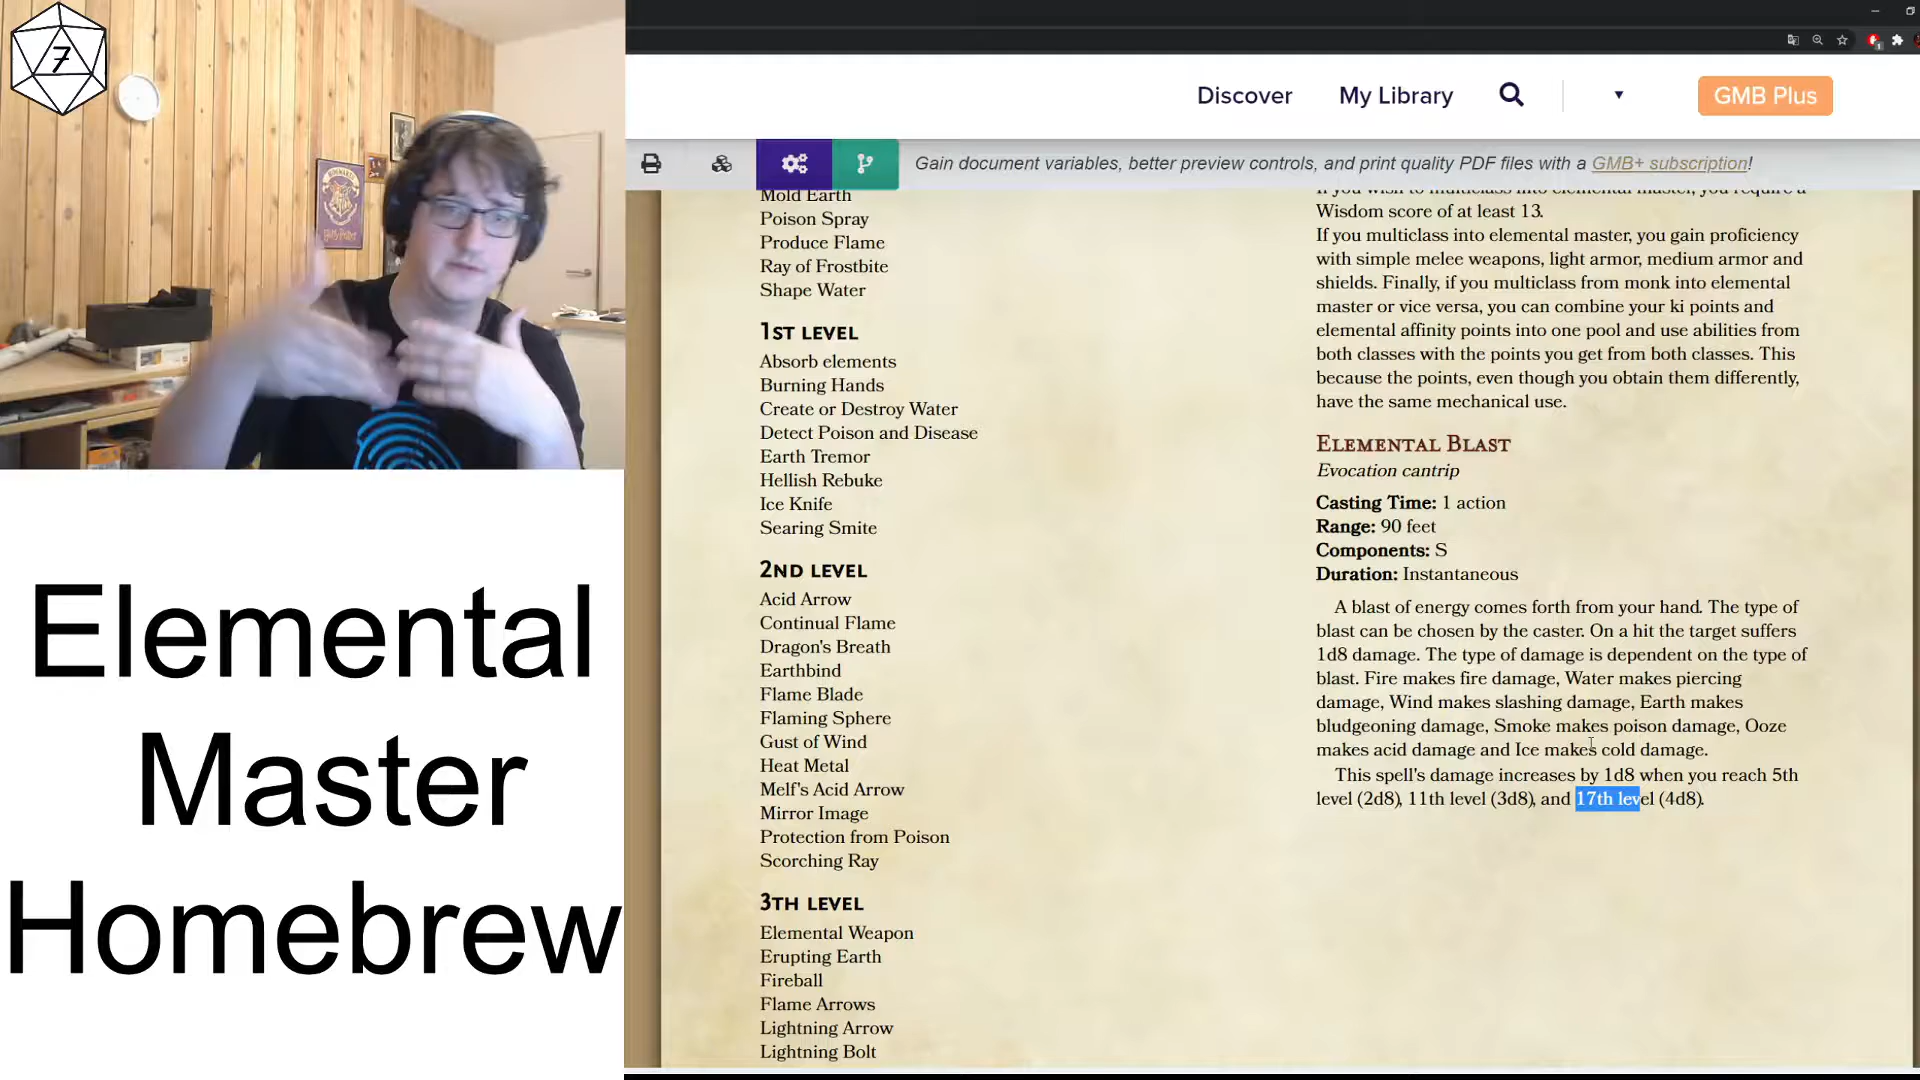 7
HOGWARTS
Harry Potter
Elemental
Master
Homebrew
Discover
My Library
GMB Plus
1
Gain document variables, better preview controls, and print quality PDF files with a GMB+ subscription!
Mold Earth
Poison Spray
Produce Flame
Ray of Frostbite
Shape Water
1ST LEVEL
Absorb elements
Burning Hands
Create or Destroy Water
Detect Poison and Disease
Earth Tremor
Hellish Rebuke
Ice Knife
Searing Smite
2ND LEVEL
Acid Arrow
Continual Flame
Dragon's Breath
Earthbind
Flame Blade
Flaming Sphere
Gust of Wind
Heat Metal
Melf's Acid Arrow
Mirror Image
Protection from Poison
Scorching Ray
3TH LEVEL
Elemental Weapon
Erupting Earth
Fireball
Flame Arrows
Lightning Arrow
Lightning Bolt
If you wish to multiclass into elemental master, you require a
Wisdom score of at least 13.
If you multiclass into elemental master, you gain proficiency
with simple melee weapons, light armor, medium armor and
shields. Finally, if you multiclass from monk into elemental
master or vice versa, you can combine your ki points and
elemental affinity points into one pool and use abilities from
both classes with the points you get from both classes. This
because the points, even though you obtain them differently,
have the same mechanical use.
ELEMENTAL BLAST
Evocation cantrip
Casting Time: 1 action
Range: 90 feet
Components: S
Duration: Instantaneous
A blast of energy comes forth from your hand. The type of
blast can be chosen by the caster. On a hit the target suffers
1d8 damage. The type of damage is dependent on the type of
blast. Fire makes fire damage, Water makes piercing
damage, Wind makes slashing damage, Earth makes
bludgeoning damage, Smoke makes poison damage, Ooze
makes acid damage and Ice makes cold damage.
This spell's damage increases by 1d8 when you reach 5th
level (2d8), 11th level (3d8), and 17th level (4d8).